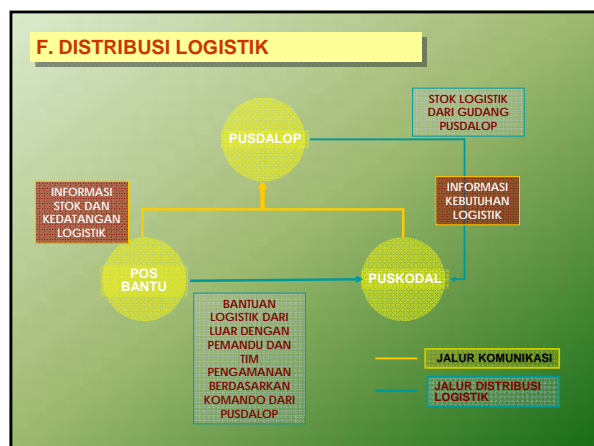 F. DISTRIBUSI LOGISTIK
STOK LOGISTIK
DARI GUDANG
PUSDALOP
PUSDALOP
INFORMASI
STOK DAN
KEDATANGAN
LOGISTIK
INFORMASI
KEBUTUHAN
LOGISTIK
POS
BANTU
PUSKODAL
BANTUAN
LOGISTIK DARI
LUAR DENGAN
PEMANDU DAN
TIM
PENGAMANAN
BERDASARKAN
KOMANDO DARI
PUSDALOP
JALUR KOMUNIKASI
JALUR DISTRIBUSI
LOGISTIK